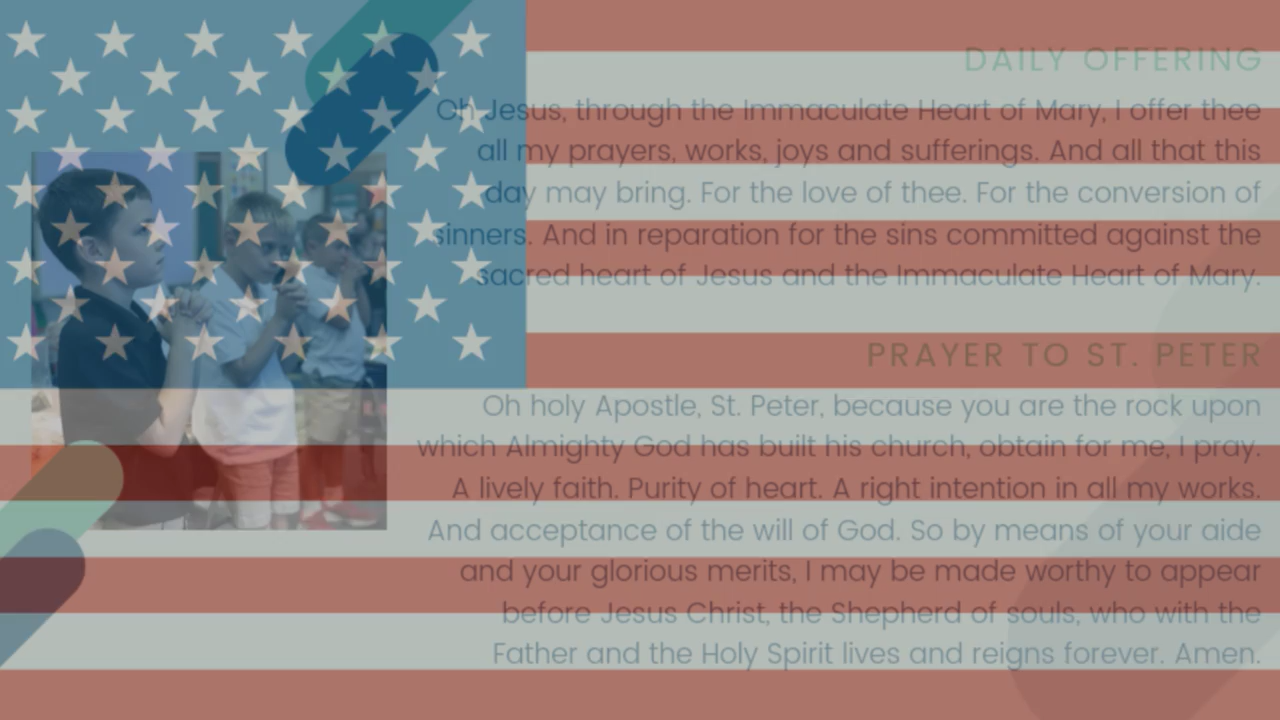 DAILY OFFERING
Oh Jesus, through the Immaculate Heart of Mary, I offer thee
all my prayers, works, joys and sufferings. And all that this
day may bring. For the love of thee. For the conversion of
sinners. And in reparation for the sins committed against the
sacred heart of Jesus and the Immaculate Heart of Mary.
PRAYER TO ST. PETER
Oh holy Apostle, St. Peter, because you are the rock upon
which Almighty God has built his church, obtain for me, I pray.
A lively faith. Purity of heart. A right intention in all my works.
And acceptance of the will of God. So by means of your aide
and your glorious merits, I may be made worthy to appear
before Jesus Christ, the Shepherd of souls, who with the
Father and the Holy Spirit lives and reigns forever. Amen.